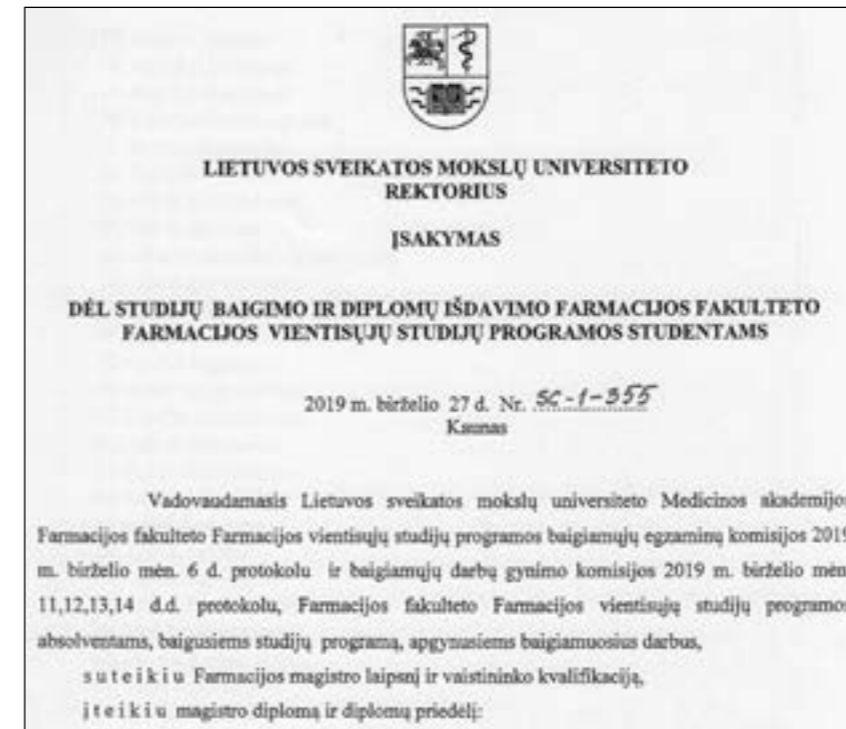 LIETUVOS SVEIKATOS MOKSLŲ UNIVERSITETO
REKTORIUS
ĮSAKYMAS
DĖL STUDIJŲ BAIGIMO IR DIPLOMŲ IŠDAVIMO FARMACIJOS FAKULTETO
FARMACIJOS VIENTISŲJŲ STUDIJŲ PROGRAMOS STUDENTAMS
2019 m. birželio 27 d. Nr. SC-1-355
Kaunas
Vadovaudamasis Lietuvos sveikatos mokslų universiteto Medicinos akademijos
Farmacijos fakulteto Farmacijos vientisųjų studijų programos baigiamųjų egzaminų komisijos 2019
m. birželio mėn. 6 d. protokolu ir baigiamųjų darbų gynimo komisijos 2019 m. birželio mėn.
11,12,13,14 d.d. protokolu, Farmacijos fakulteto Farmacijos vientisųjų studijų programos
absolventams, baigusiems studijų programą, apgynusiems baigiamuosius darbus,
s u t e i k i u Farmacijos magistro laipsnį ir vaistininko kvalifikaciją,
į t e i k i u magistro diplomą ir diplomų priedėlį: